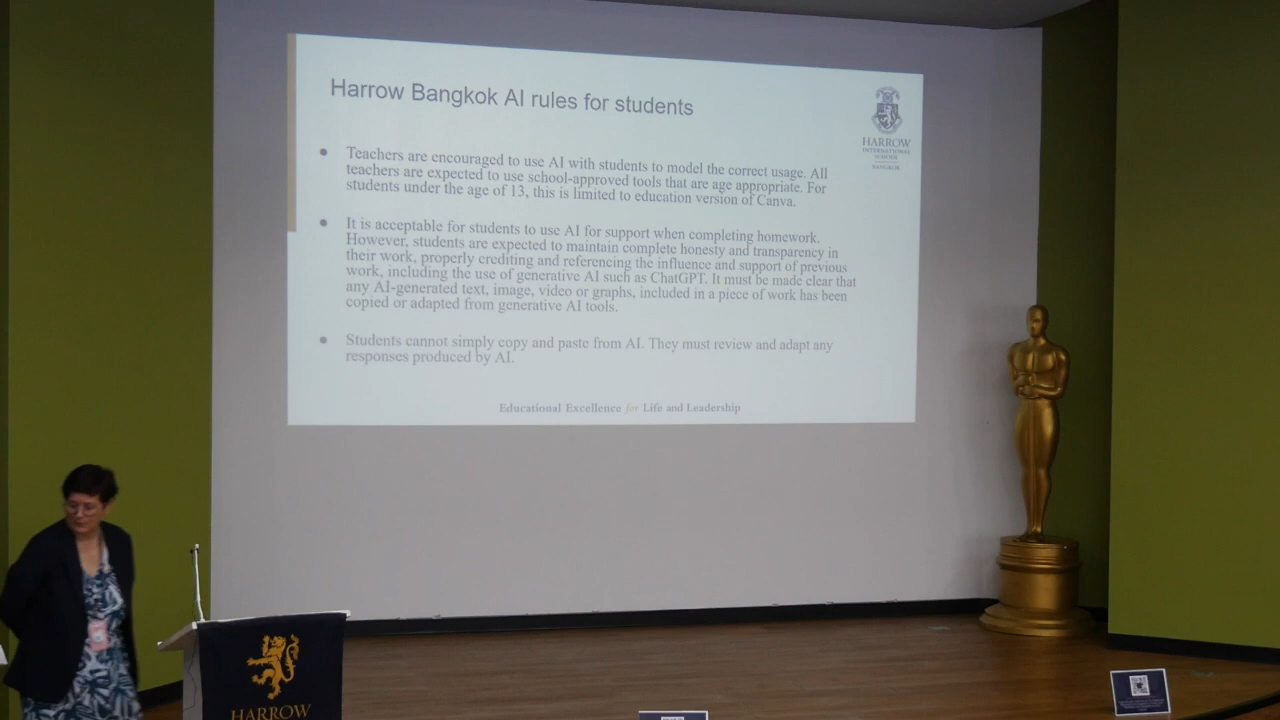 Harrow Bangkok AI rules for students
HARROW
INTERNATIONAL
SCHOOL
BANGKOK
• Teachers are encouraged to use AI with students to model the correct usage. All
teachers are expected to use school-approved tools that are age appropriate. For
students under the age of 13, this is limited to education version of Canva.
• It is acceptable for students to use AI for support when completing homework.
However, students are expected to maintain complete honesty and transparency in
their work, properly crediting and referencing the influence and support of previous
work, including the use of generative AI such as ChatGPT. It must be made clear that
any AI-generated text, image, video or graphs, included in a piece of work has been
copied or adapted from generative AI tools.
• Students cannot simply copy and paste from AI. They must review and adapt any
responses produced by AI.
Educational Excellence for Life and Leadership
HARROW